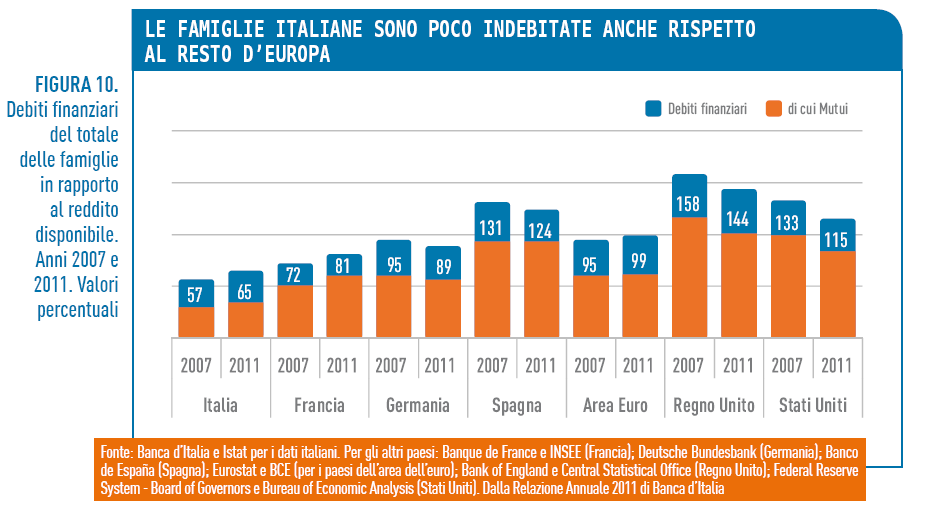 LE FAMIGLIE ITALIANE SONO POCO INDEBITATE ANCHE RISPETTO
AL RESTO D'EUROPA
FIGURA 10.
Debiti finanziari
del totale
delle famiglie
in rapporto
al reddito
disponibile.
Anni 2007 e
2011. Valori
percentuali
Debiti finanziari di cui Mutui
57 65 72 81 95 89 131 124 95 99 158 144 133 115
2007 2011 2007 2011 2007 2011 2007 2011 2007 2011 2007 2011 2007 2011
Italia Francia Germania Spagna Area Euro Regno Unito Stati Uniti
Fonte: Banca d'Italia e Istat per i dati italiani. Per gli altri paesi: Banque de France e INSEE (Francia); Deutsche Bundesbank (Germania); Banco
de España (Spagna); Eurostat e BCE (per i paesi dell'area dell'euro); Bank of England e Central Statistical Office (Regno Unito); Federal Reserve
System - Board of Governors e Bureau of Economic Analysis (Stati Uniti). Dalla Relazione Annuale 2011 di Banca d'Italia